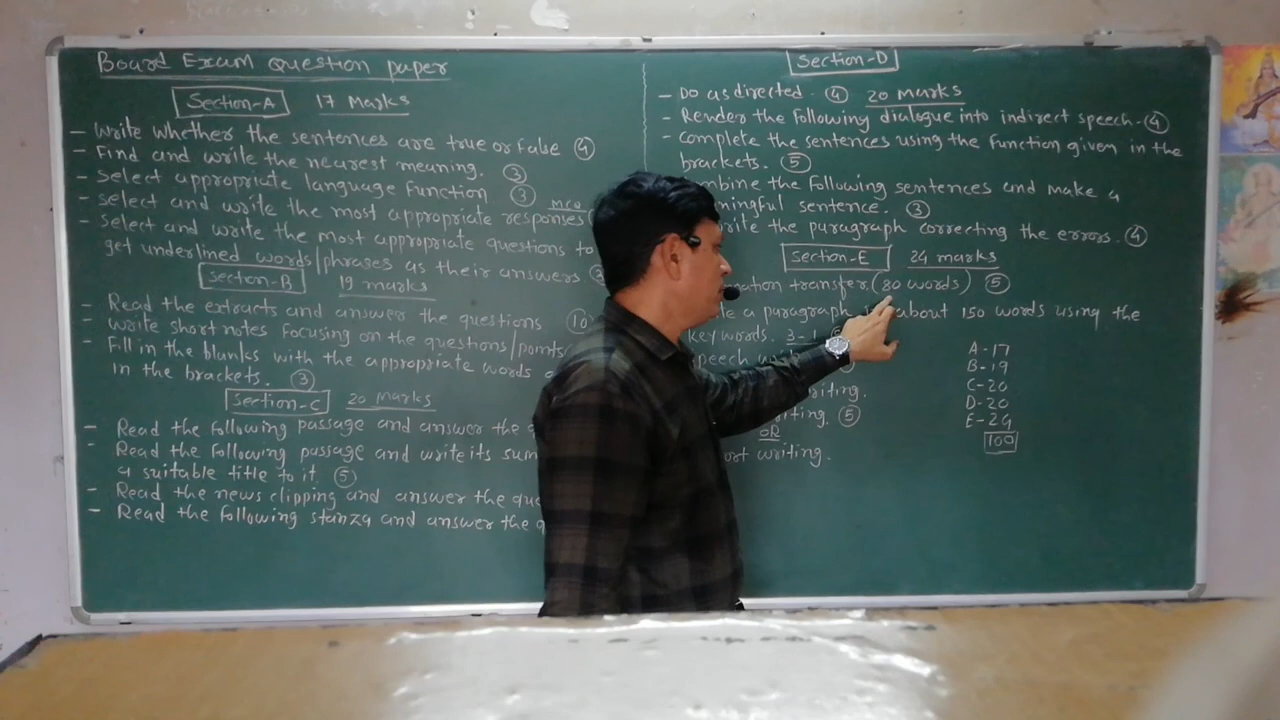 Board Exam Question paper
Section-A 17 Marks
- Write whether the sentences are true or false (4)
- Find and write the nearest meaning. (3)
- Select appropriate language function (3)
- Select and write the most appropriate responses MCQ
- Select and write the most appropriate questions to
get underlined words/phrases as their answers (3
Section-B 19 marks
- Read the extracts and answer the questions (10
- Write short notes focusing on the questions/points
- Fill in the blanks with the appropriate words
in the brackets. (3)
Section-C 20 Marks
- Read the following passage and answer the
- Read the following passage and write its
a suitable title to it. (5)
- Read the news clipping and answer the
- Read the following stanza and answer the
Section-D
- Do as directed. (4) 20 marks
- Render the following dialogue into indirect speech. (4)
- Complete the sentences using the function given in the
brackets. (5)
the following sentences and make a
sentence. (3)
the paragraph correcting the errors. (4)
Section-E 24 marks
transfer. (80 words) (5)
a paragraph about 150 words using the
key words. 3-1
speech
writing.
(5)
OR
writing.
A-17
B-19
C-20
D-20
E-24
100